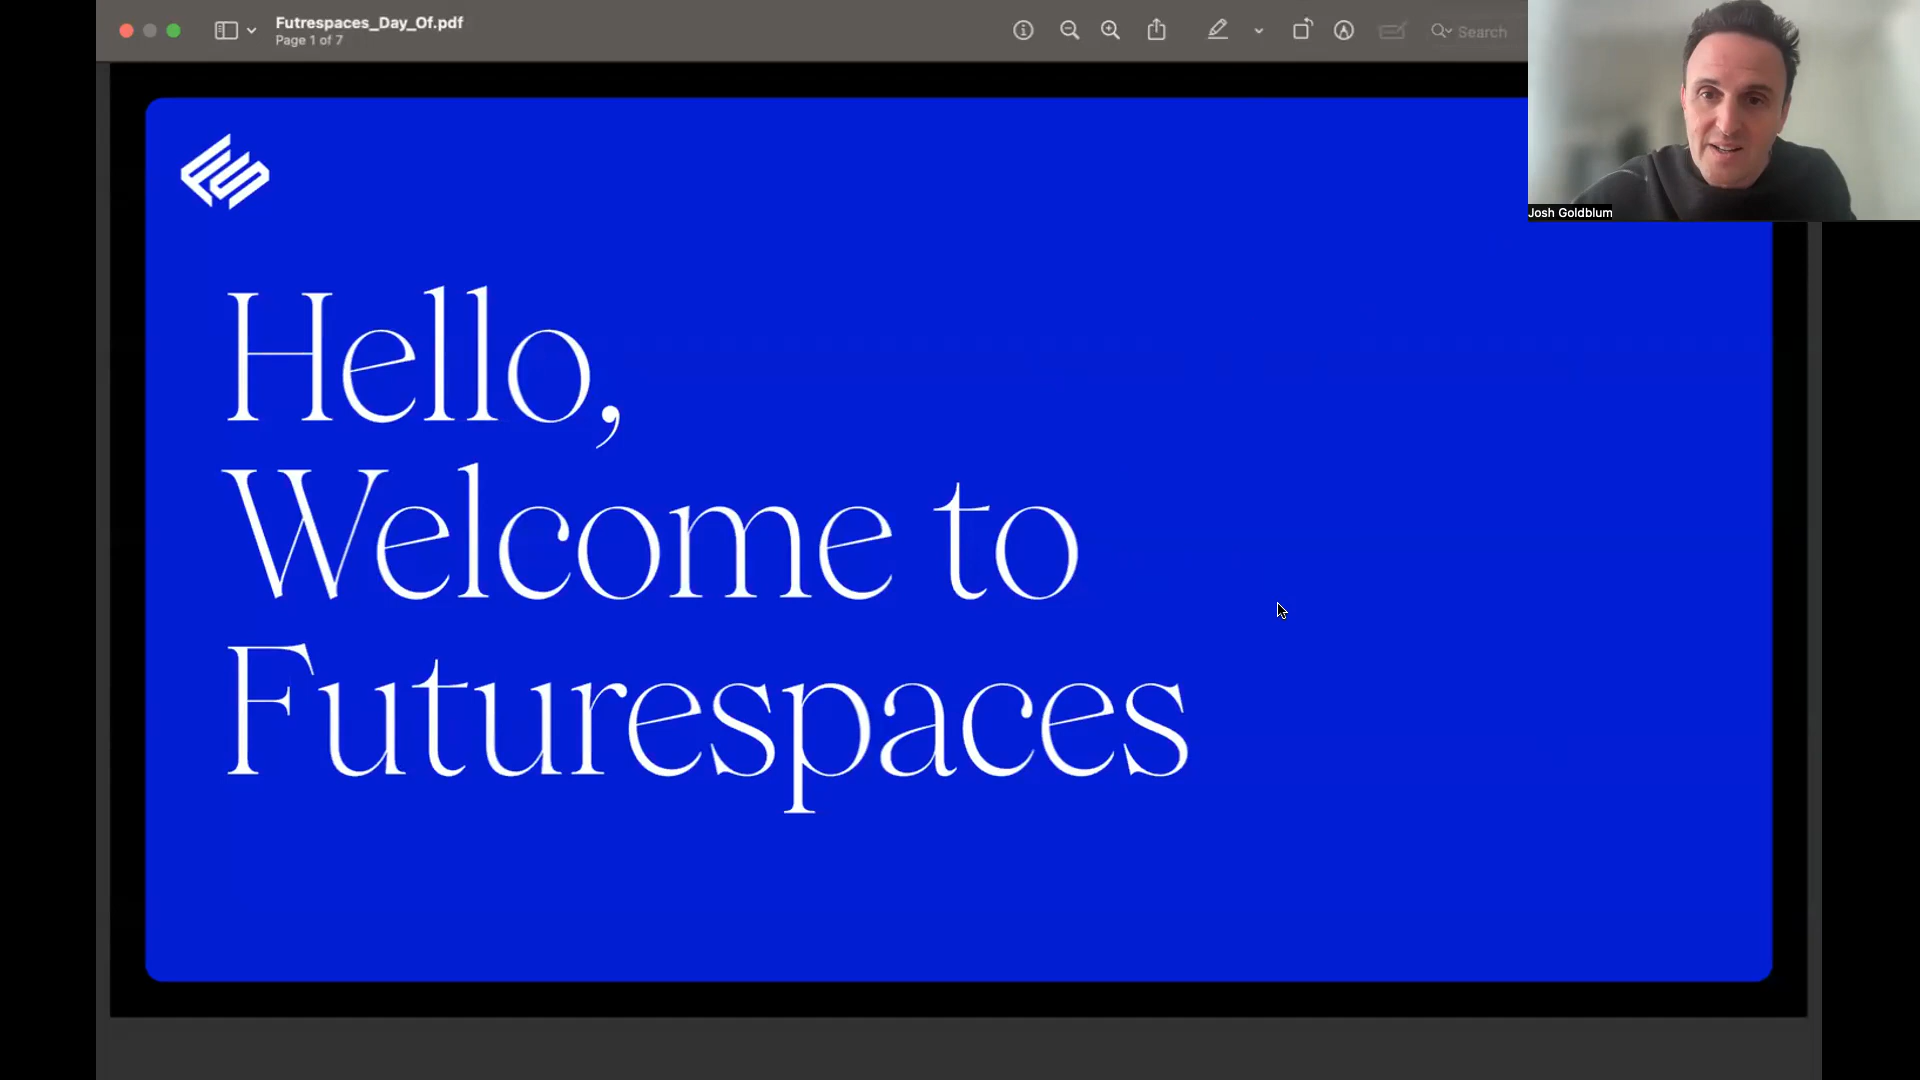 Futrespaces_Day_Of.pdf
Page 1 of 7
Search
Josh Goldblum
Hello,
Welcome to
Futurespaces